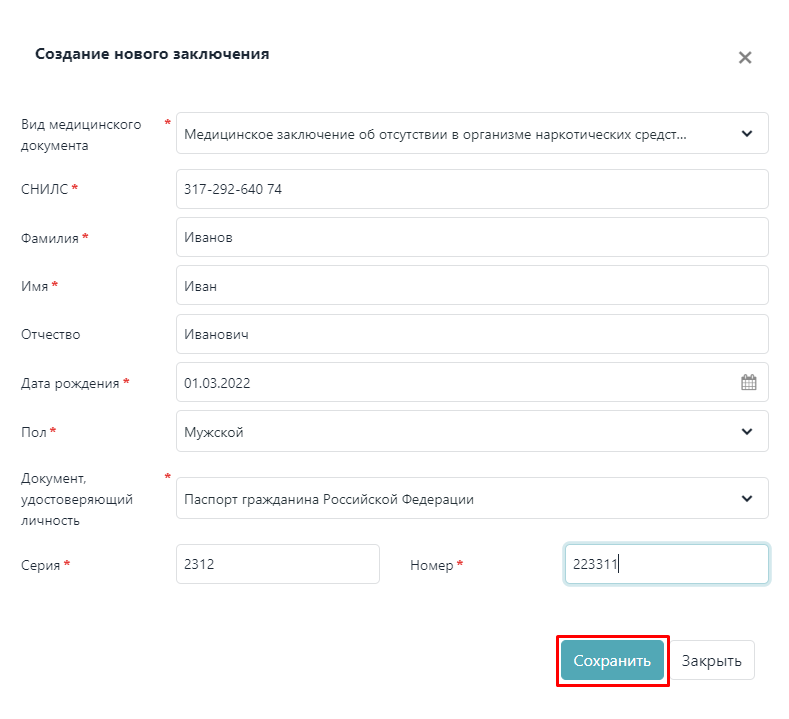 Создание нового заключения
Вид медицинского
документа *
Медицинское заключение об отсутствии в организме наркотических средст...
СНИЛС *
317-292-640 74
Фамилия *
Иванов
Имя *
Иван
Отчество
Иванович
Дата рождения *
01.03.2022
Пол *
Мужской
Документ, *
удостоверяющий
личность
Паспорт гражданина Российской Федерации
Серия *
2312
Номер *
223311
Сохранить
Закрыть